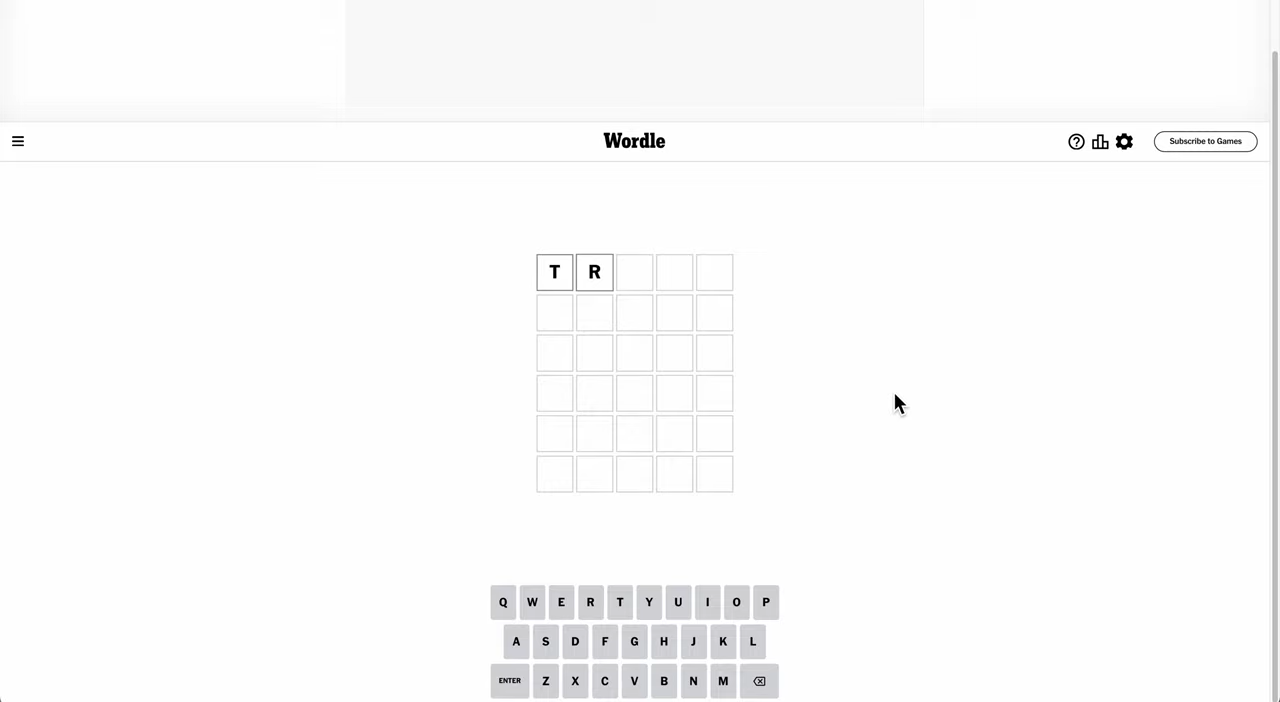 Wordle
Subscribe to Games
T R
Q W E R T Y U I O P
A S D F G H J K L
ENTER Z X C V B N M